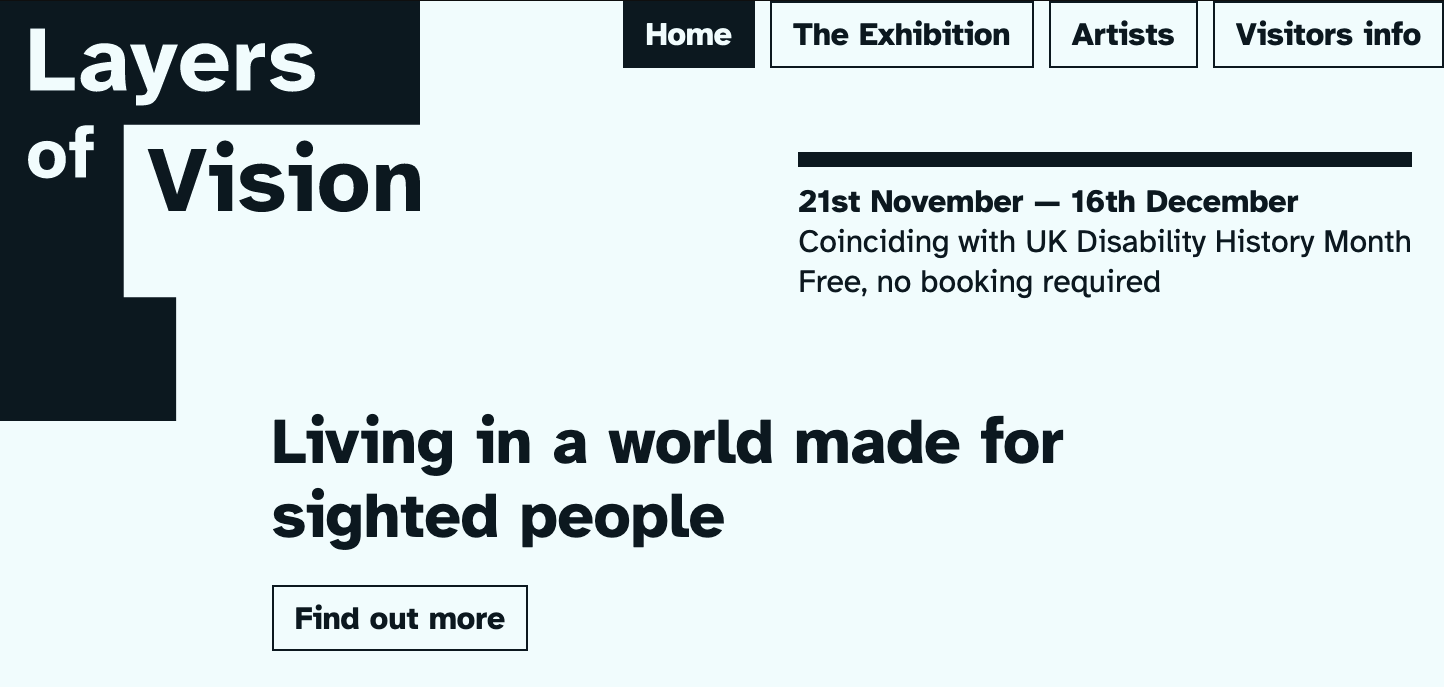 Layers
of
Vision
Home
The Exhibition
Artists
Visitors info
21st November — 16th December
Coinciding with UK Disability History Month
Free, no booking required
Living in a world made for
sighted people
Find out more